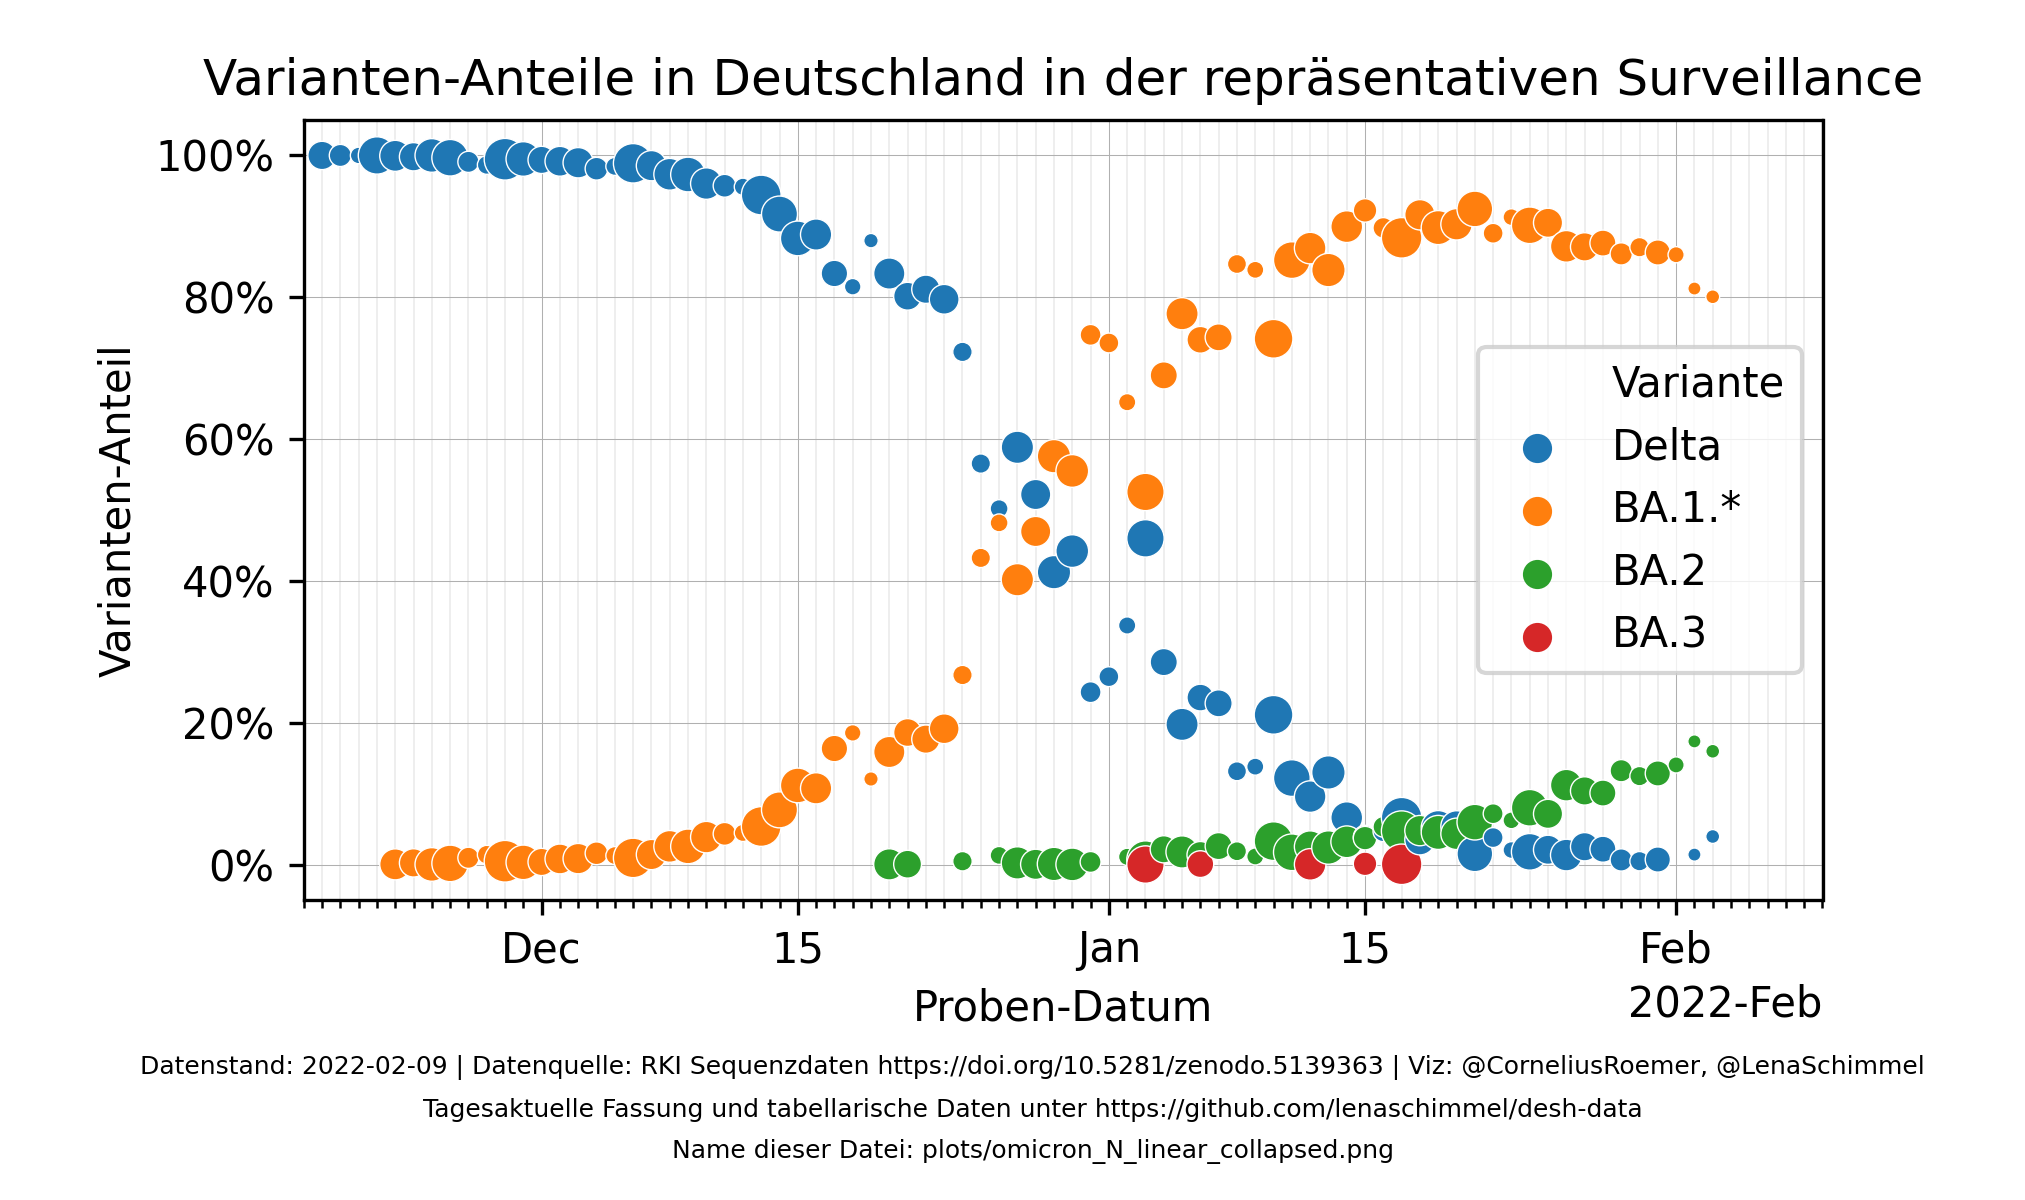 Varianten-Anteile in Deutschland in der repräsentativen Surveillance
100%
80%
60%
40%
20%
0%
Varianten-Anteil
Variante
Delta
BA.1.*
BA.2
BA.3
Dec 15 Jan 15 Feb
2022-Feb
Proben-Datum
Datenstand: 2022-02-09 | Datenquelle: RKI Sequenzdaten https://doi.org/10.5281/zenodo.5139363 | Viz: @CorneliusRoemer, @LenaSchimmel
Tagesaktuelle Fassung und tabellarische Daten unter https://github.com/lenaschimmel/desh-data
Name dieser Datei: plots/omicron_N_linear_collapsed.png